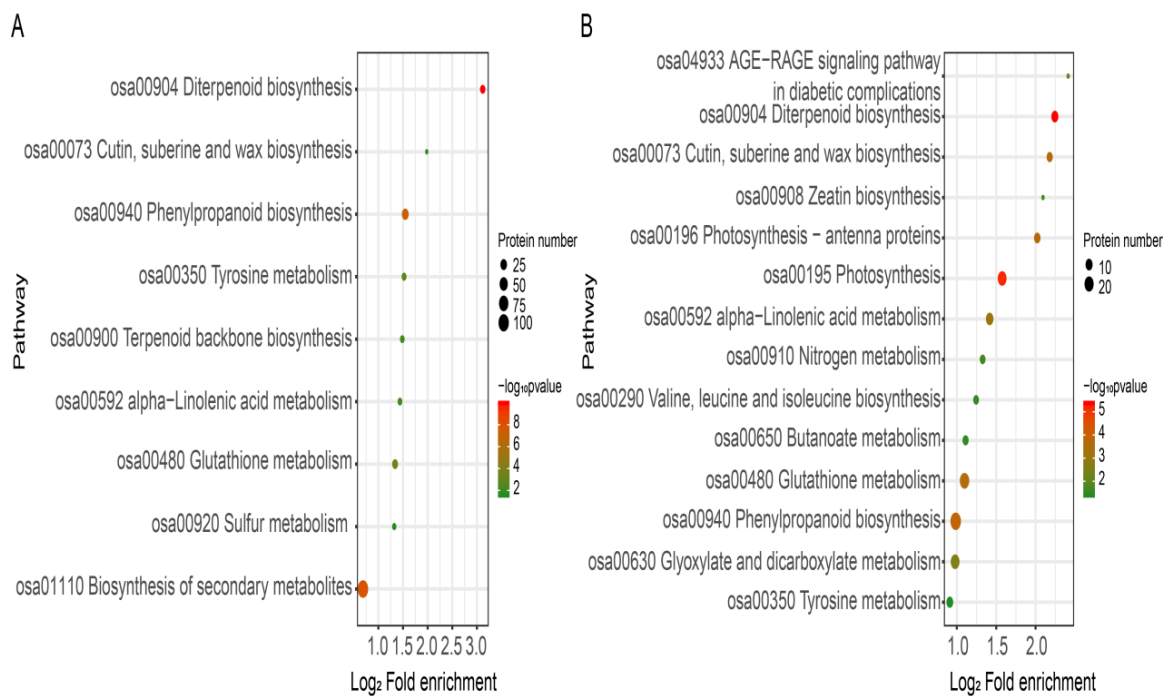 A
osa00904 Diterpenoid biosynthesis
osa00073 Cutin, suberine and wax biosynthesis
osa00940 Phenylpropanoid biosynthesis
osa00350 Tyrosine metabolism
osa00900 Terpenoid backbone biosynthesis
osa00592 alpha−Linolenic acid metabolism
osa00480 Glutathione metabolism
osa00920 Sulfur metabolism
osa01110 Biosynthesis of secondary metabolites
Pathway
1.0 1.5 2.0 2.5 3.0
Log₂ Fold enrichment
Protein number
25
50
75
100
−log₁₀pvalue
8
6
4
2
B
osa04933 AGE−RAGE signaling pathway
in diabetic complications
osa00904 Diterpenoid biosynthesis
osa00073 Cutin, suberine and wax biosynthesis
osa00908 Zeatin biosynthesis
osa00196 Photosynthesis − antenna proteins
osa00195 Photosynthesis
osa00592 alpha−Linolenic acid metabolism
osa00910 Nitrogen metabolism
osa00290 Valine, leucine and isoleucine biosynthesis
osa00650 Butanoate metabolism
osa00480 Glutathione metabolism
osa00940 Phenylpropanoid biosynthesis
osa00630 Glyoxylate and dicarboxylate metabolism
osa00350 Tyrosine metabolism
Pathway
1.0 1.5 2.0
Log₂ Fold enrichment
Protein number
10
20
−log₁₀pvalue
5
4
3
2